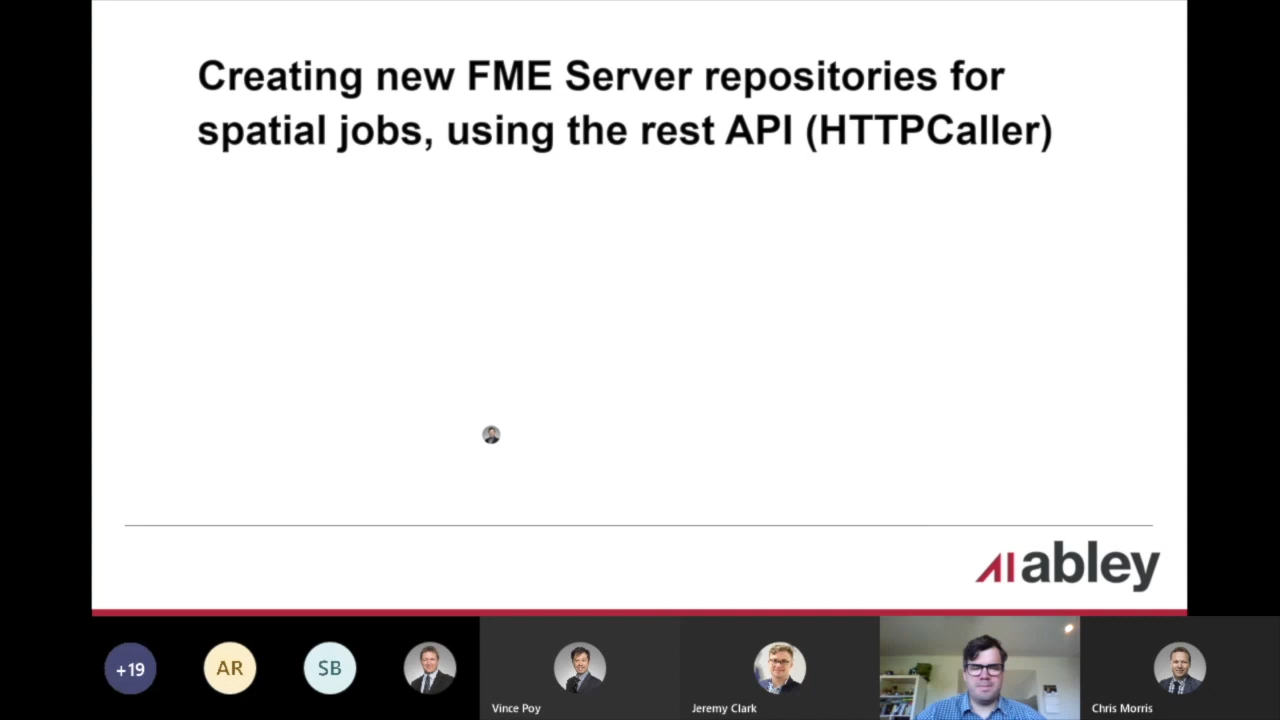 Creating new FME Server repositories for
spatial jobs, using the rest API (HTTPCaller)
abley
+19
AR
SB
Vince Poy
Jeremy Clark
Chris Morris